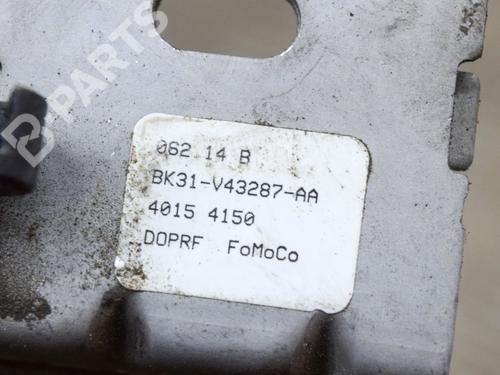 B-PARTS
062 14 B
BK31-V43287-AA
4015 4150
DOPRF FoMoCo